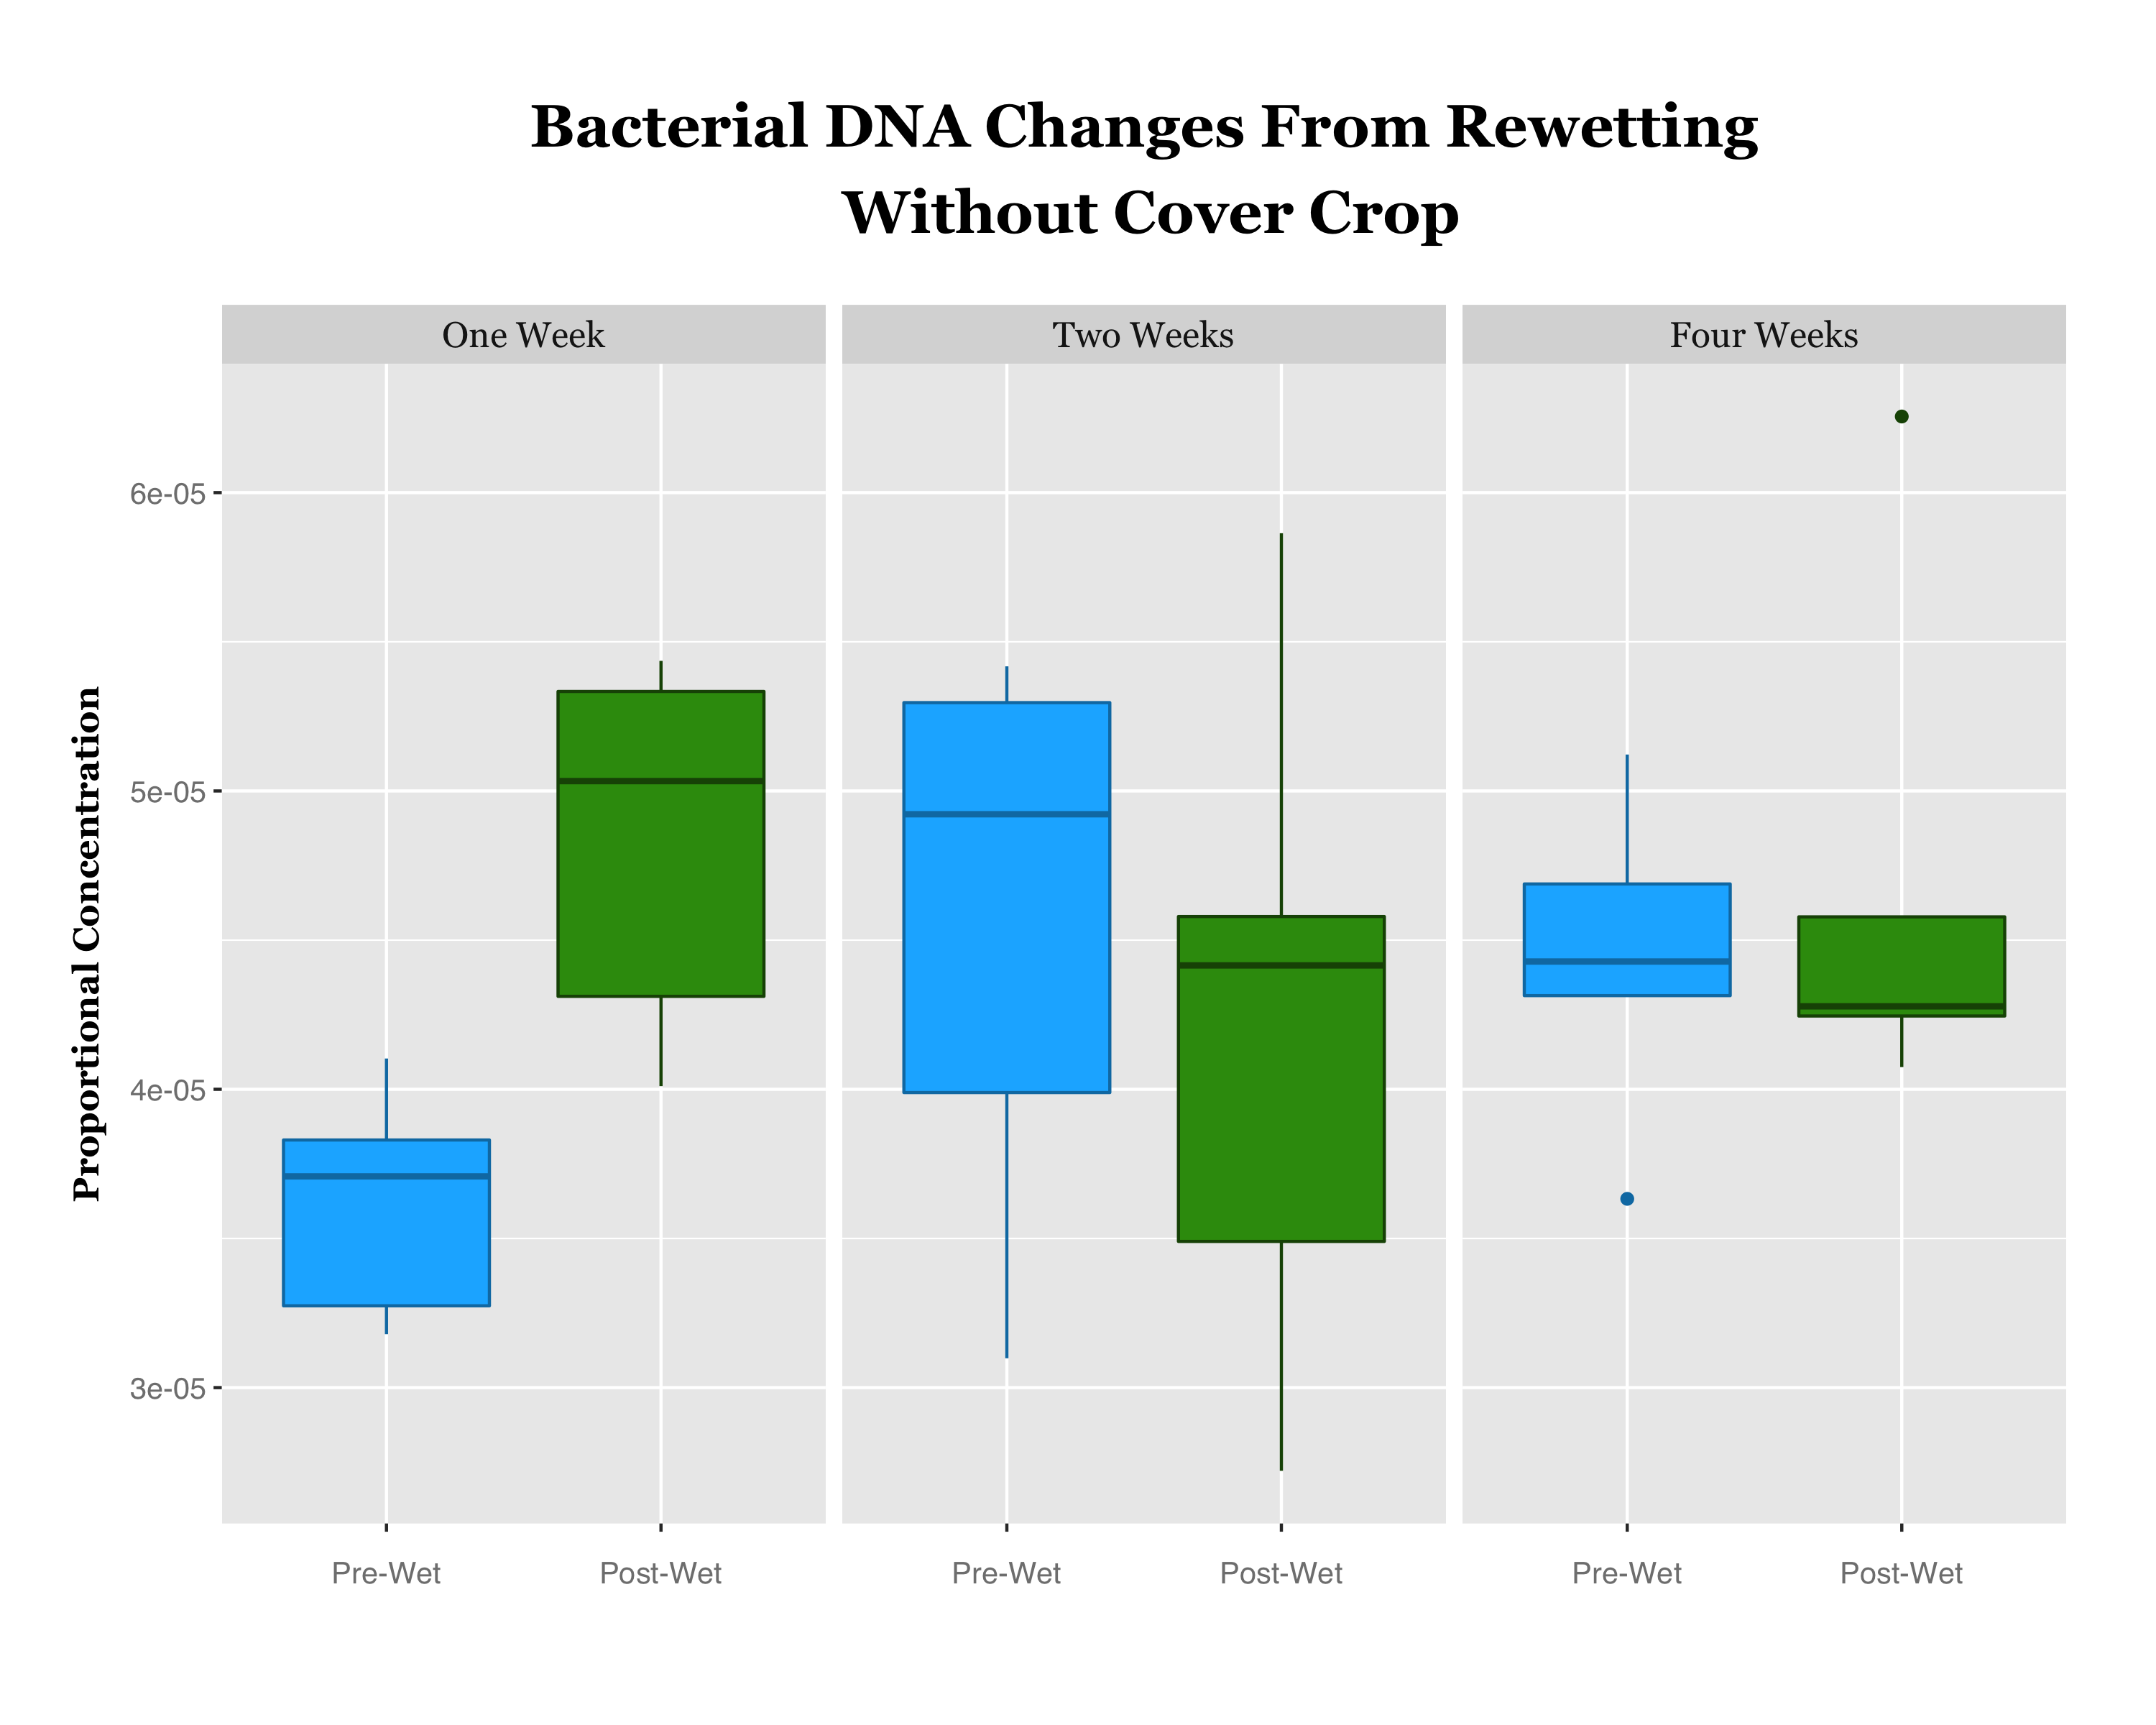 Bacterial DNA Changes From Rewetting
Without Cover Crop
One Week
Two Weeks
Four Weeks
Proportional Concentration
6e-05
5e-05
4e-05
3e-05
Pre-Wet
Post-Wet
Pre-Wet
Post-Wet
Pre-Wet
Post-Wet